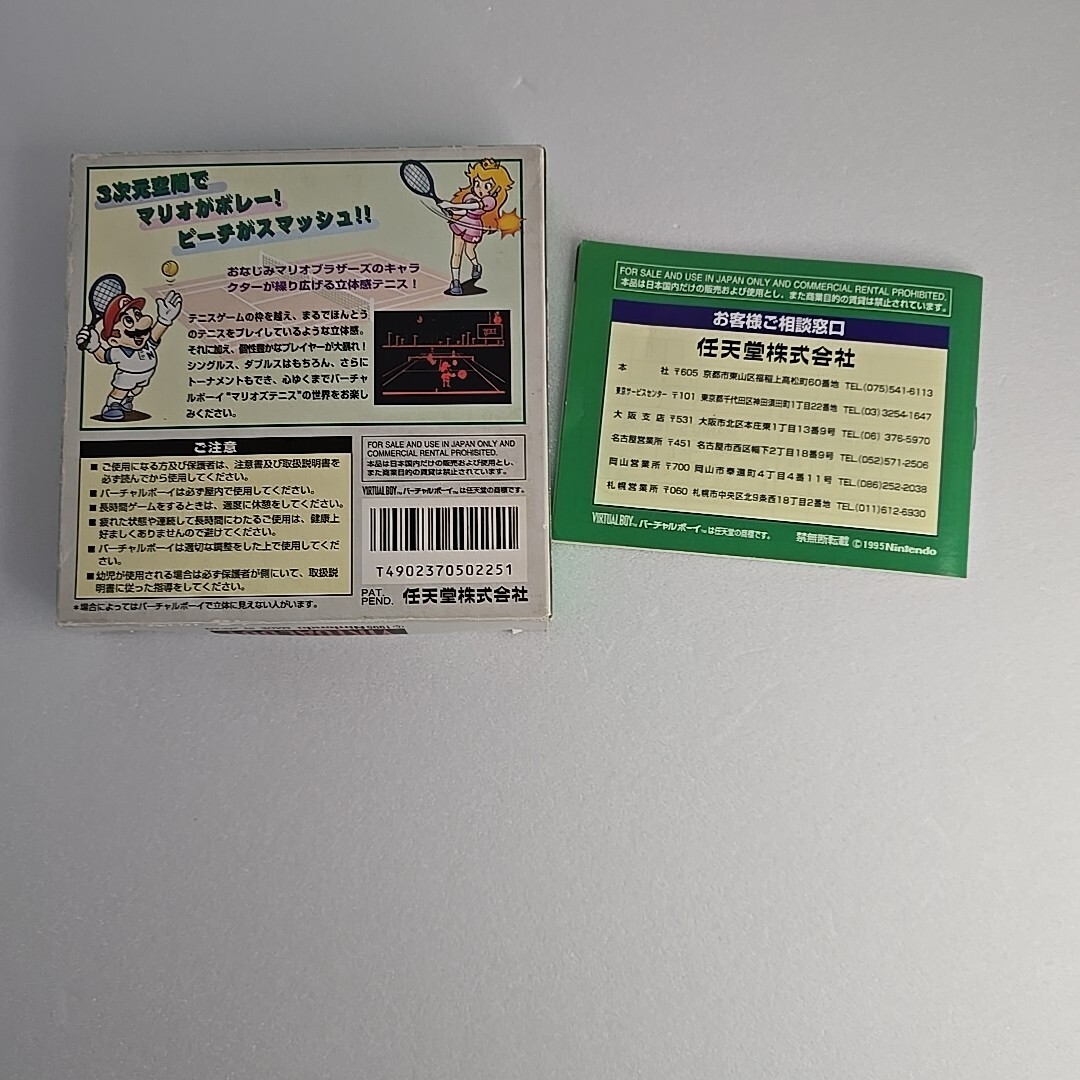 3次元空間で
マリオがボレー!
ピーチがスマッシュ!!
おなじみマリオブラザーズのキャラ
クターが繰り広げる立体感テニス!
テニスゲームの枠を越え、まるでほんとう
のテニスをプレイしているような立体感。
それに加え、個性豊かなプレイヤーが大暴れ!
シングルス、ダブルスはもちろん、さらに
トーナメントもでき、心ゆくまでバーチャ
ルボーイ"マリオズテニス"の世界をお楽し
みください。
ご注意
■ご使用になる方及び保護者は、注意書及び取扱説明書を
必ず読んでから使用してください。
■バーチャルボーイは必ず屋内で使用してください。
■長時間ゲームをするときは、適度に休憩をしてください。
■疲れた状態や連続して長時間にわたるご使用は、健康上
好ましくありませんので避けてください。
■バーチャルボーイは適切な調整をした上で使用してくだ
さい。
■幼児が使用される場合は必ず保護者が側にいて、取扱説
明書に従った指導をしてください。
*場合によってはバーチャルボーイで立体に見えない人がいます。
FOR SALE AND USE IN JAPAN ONLY AND
COMMERCIAL RENTAL PROHIBITED.
本品は日本国内だけの販売および使用とし、
また商業目的の賃貸は禁止されています。
VIRTUAL BOY™、バーチャルボーイ™は任天堂の商標です。
T4902370502251
PAT.
PEND.
任天堂株式会社
FOR SALE AND USE IN JAPAN ONLY AND COMMERCIAL RENTAL PROHIBITED.
本品は日本国内だけの販売および使用とし、また商業目的の賃貸は禁止されています。
お客様ご相談窓口
任天堂株式会社
本社 〒605 京都市東山区福稲上高松町60番地 TEL.(075)541-6113
東京サービスセンター 〒101 東京都千代田区神田須田町1丁目22番地 TEL.(03)3254-1647
大阪支店 〒531 大阪市北区本庄東1丁目13番9号 TEL.(06)376-5970
名古屋営業所 〒451 名古屋市西区幅下2丁目18番9号 TEL.(052)571-2506
岡山営業所 〒700 岡山市奉還町4丁目4番11号 TEL.(086)252-2038
札幌営業所 〒060 札幌市中央区北9条西18丁目2番地 TEL.(011)612-6930
VIRTUAL BOY™、バーチャルボーイ™は任天堂の商標です。
禁無断転載 ©1995 Nintendo